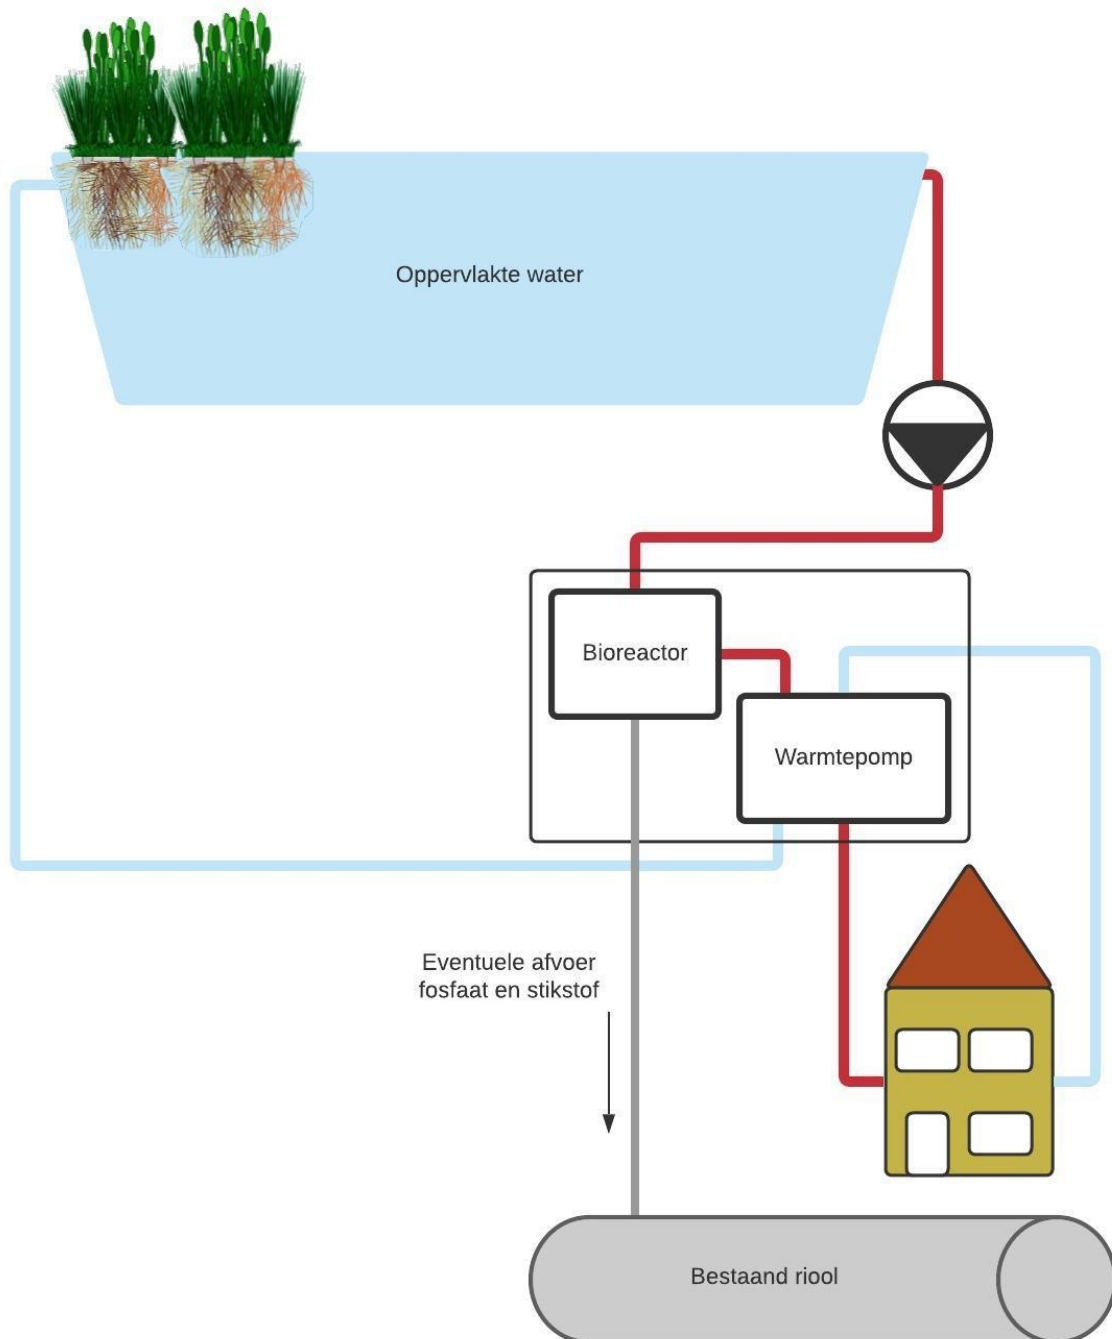 Oppervlakte water
Bioreactor
Warmtepomp
Eventuele afvoer
fosfaat en stikstof
Bestaand riool